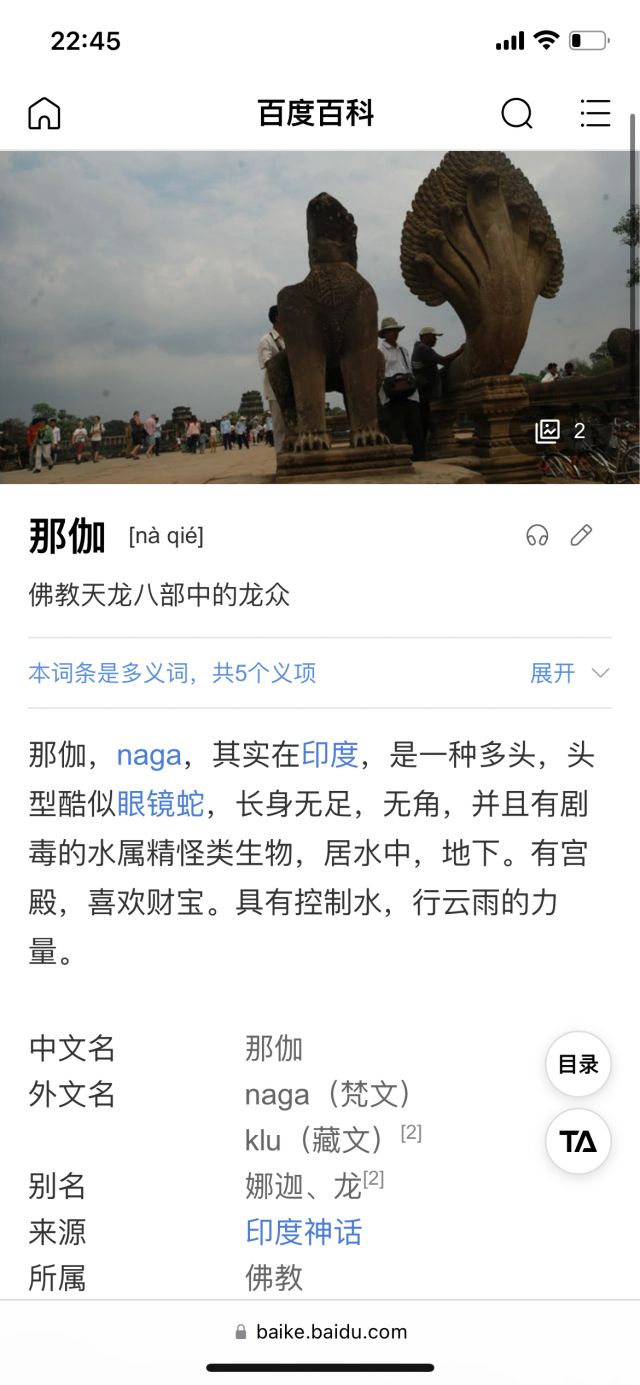 22:45
百度百科
2
那伽 [nà qié]
佛教天龙八部中的龙众
本词条是多义词，共5个义项 展开
那伽，naga，其实在印度，是一种多头，头
型酷似眼镜蛇，长身无足，无角，并且有剧
毒的水属精怪类生物，居水中，地下。有宫
殿，喜欢财宝。具有控制水，行云雨的力
量。
中文名 那伽
外文名 naga（梵文）
klu（藏文）[2]
别名 娜迦、龙[2]
来源 印度神话
所属 佛教
目录
TA
baike.baidu.com